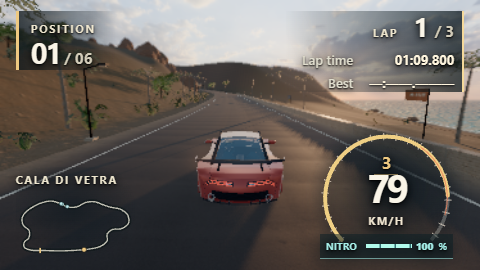 POSITION
01 / 06
LAP 1 / 3
Lap time 01:09.800
Best --:--.---
CALA DI VETRA
3
79
KM/H
NITRO 100 %